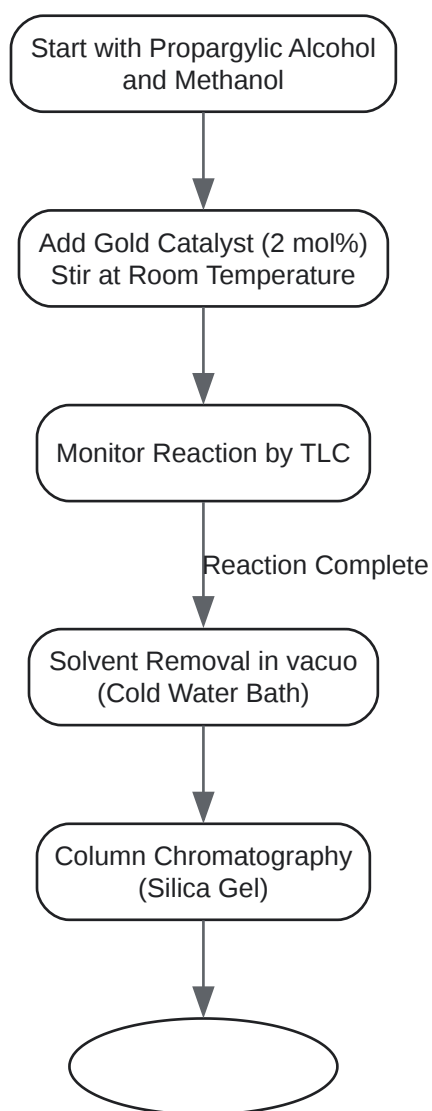 Start with Propargylic Alcohol
and Methanol
Add Gold Catalyst (2 mol%)
Stir at Room Temperature
Monitor Reaction by TLC
Reaction Complete
Solvent Removal in vacuo
(Cold Water Bath)
Column Chromatography
(Silica Gel)